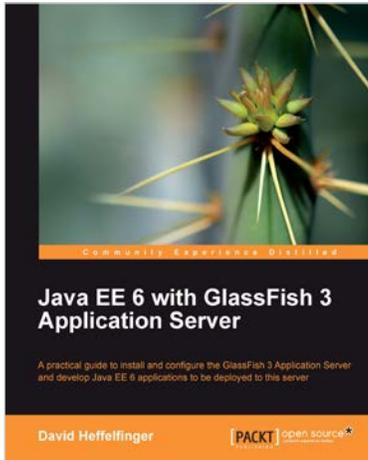 Community Experience Distilled
Java EE 6 with GlassFish 3
Application Server
A practical guide to install and configure the GlassFish 3 Application Server
and develop Java EE 6 applications to be deployed to this server
David Heffelfinger
[PACKT] open source*
PUBLISHING